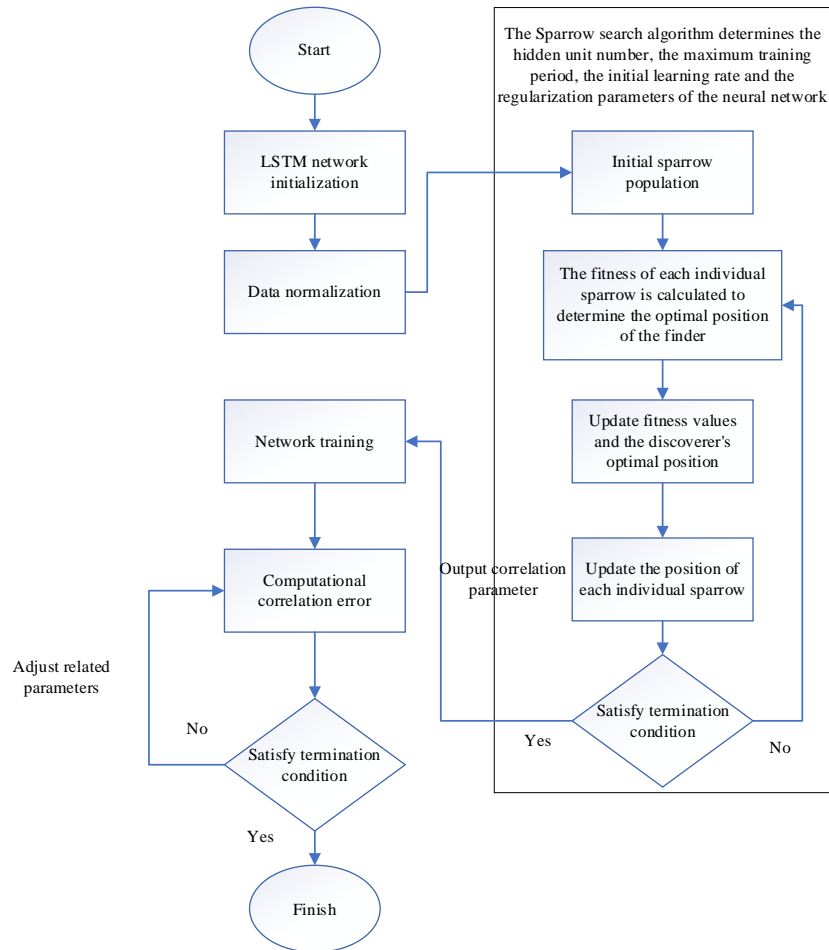 Start
LSTM network
initialization
Data normalization
The Sparrow search algorithm determines the
hidden unit number, the maximum training
period, the initial learning rate and the
regularization parameters of the neural network
Initial sparrow
population
The fitness of each individual
sparrow is calculated to
determine the optimal position
of the finder
Update fitness values
and the discoverer's
optimal position
Update the position of
each individual sparrow
Satisfy termination
condition
No
Yes
Output correlation
parameter
Network training
Computational
correlation error
Satisfy termination
condition
No
Adjust related
parameters
Yes
Finish